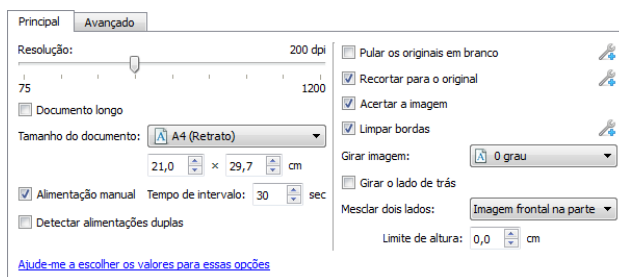 Principal
Avançado
Resolução:
200 dpi
75
1200
Documento longo
Tamanho do documento:
A4 (Retrato)
21,0 × 29,7 cm
Alimentação manual
Tempo de intervalo: 30 sec
Detectar alimentações duplas
Ajude-me a escolher os valores para essas opções
Pular os originais em branco
Recortar para o original
Acertar a imagem
Limpar bordas
Girar imagem:
0 grau
Girar o lado de trás
Mesclar dois lados:
Imagem frontal na parte
Limite de altura: 0,0 cm